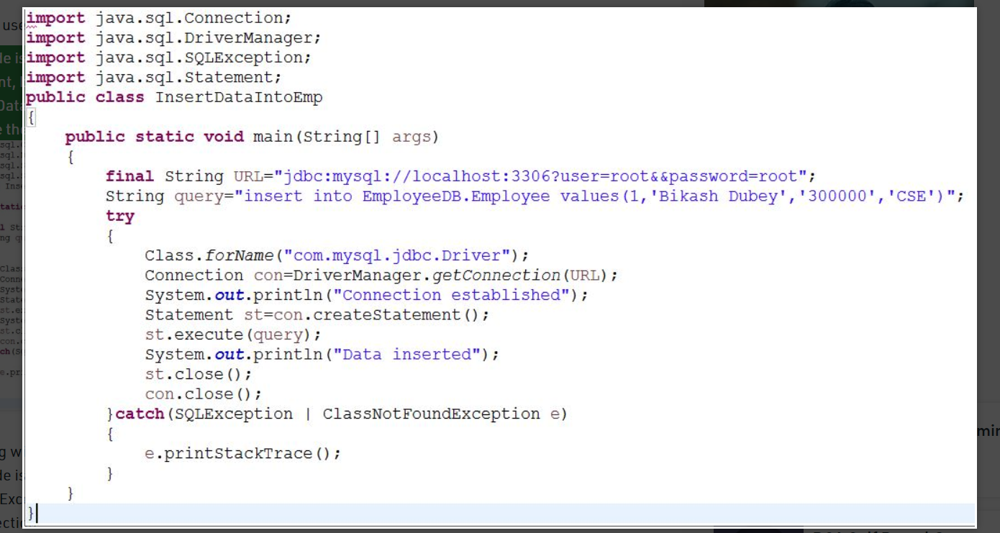 import java.sql.Connection;
import java.sql.DriverManager;
import java.sql.SQLException;
import java.sql.Statement;
public class InsertDataIntoEmp
{
    public static void main(String[] args)
    {
        final String URL="jdbc:mysql://localhost:3306?user=root&&password=root";
        String query="insert into EmployeeDB.Employee values(1,'Bikash Dubey','300000','CSE')";
        try
        {
            Class.forName("com.mysql.jdbc.Driver");
            Connection con=DriverManager.getConnection(URL);
            System.out.println("Connection established");
            Statement st=con.createStatement();
            st.execute(query);
            System.out.println("Data inserted");
            st.close();
            con.close();
        }catch(SQLException | ClassNotFoundException e)
        {
            e.printStackTrace();
        }
    }
}